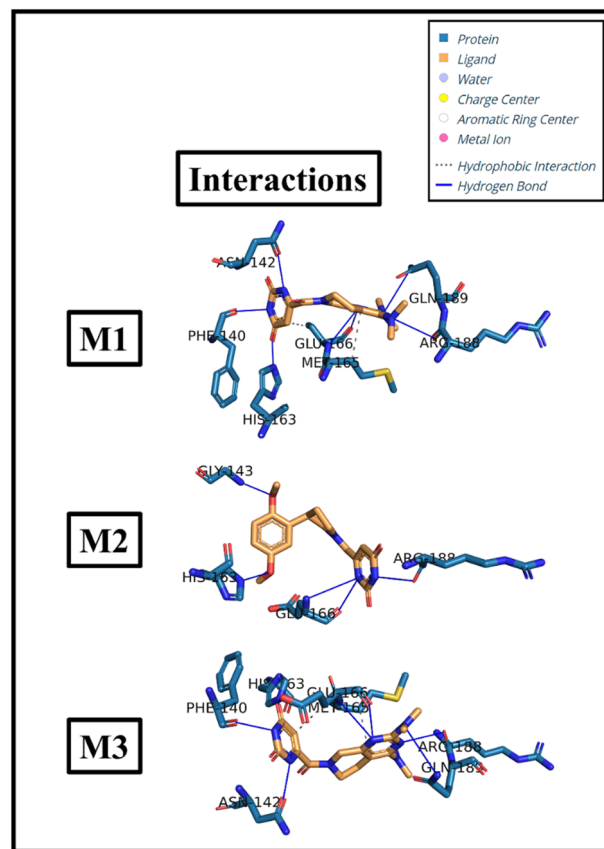 Protein
Ligand
Water
Charge Center
Aromatic Ring Center
Metal Ion
Hydrophobic Interaction
Hydrogen Bond
Interactions
M1
ASN-142
PHE-140
HIS-163
GLU-166
MET-165
GLN-189
ARG-188
M2
GLY-143
HIS-163
GLU-166
ARG-188
M3
HIS-163
GLU-166
MET-165
PHE-140
ARG-188
GLN-189
ASN-142